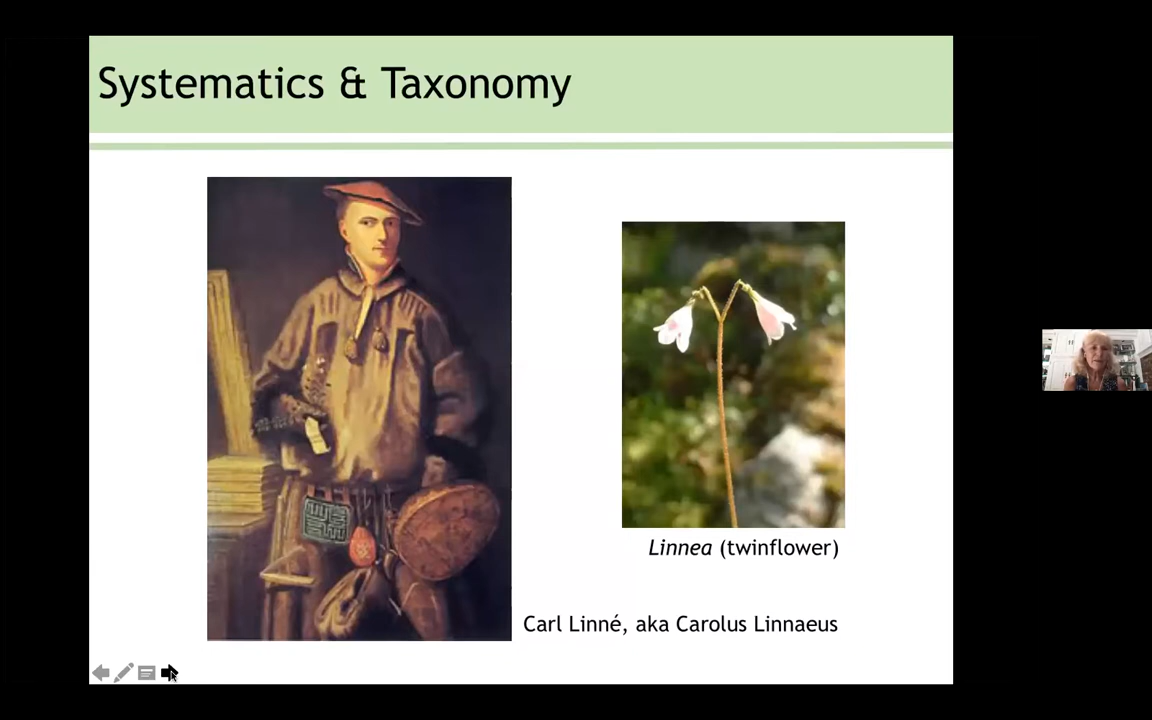 Systematics & Taxonomy
Linnea (twinflower)
Carl Linné, aka Carolus Linnaeus